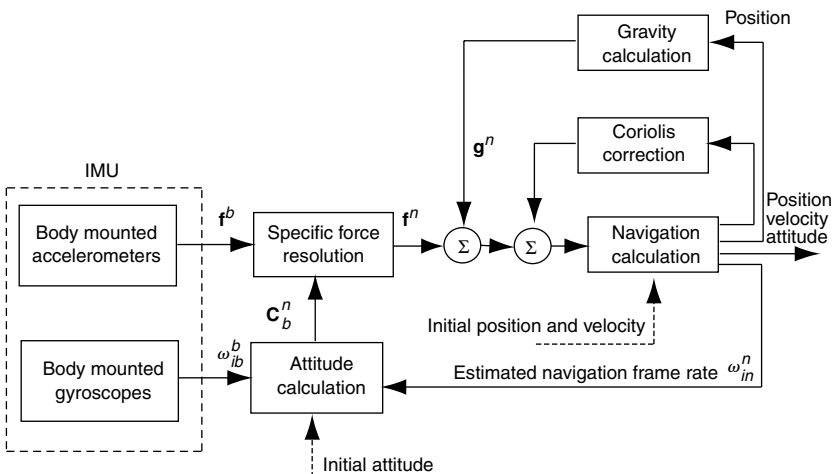 Gravity
calculation
Position
Coriolis
correction
g^n
IMU
Body mounted
accelerometers
f^b
Specific force
resolution
f^n
Σ
Σ
Navigation
calculation
Position
velocity
attitude
C_b^n
Initial position and velocity
Body mounted
gyroscopes
ω_ib^b
Attitude
calculation
Estimated navigation frame rate ω_in^n
Initial attitude